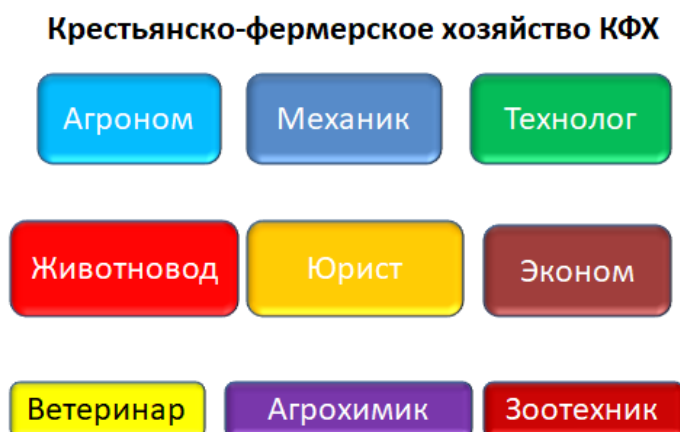 Крестьянско-фермерское хозяйство КФХ
Агроном Механик Технолог
Животновод Юрист Эконом
Ветеринар Агрохимик Зоотехник